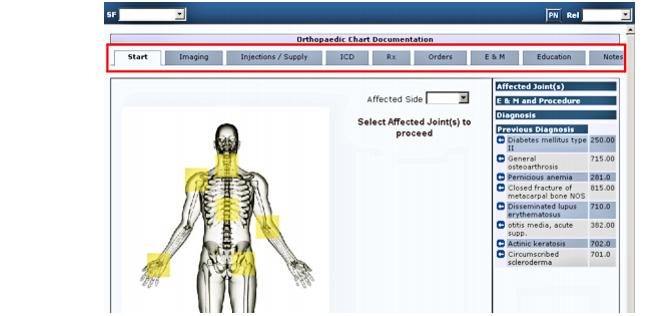 SF PN Rel
Orthopaedic Chart Documentation
Start Imaging Injections / Supply ICD Rx Orders E & M Education Notes
Affected Side
Select Affected Joint(s) to
proceed
Affected Joint(s)
E & M and Procedure
Diagnosis
Previous Diagnosis
Diabetes mellitus type 250.00
II
General 715.00
osteoarthrosis
Pernicious anemia 281.0
Closed fracture of 815.00
metacarpal bone NOS
Disseminated lupus 710.0
erythematosus
otitis media, acute 382.00
supp.
Actinic keratosis 702.0
Circumscribed 701.0
scleroderma